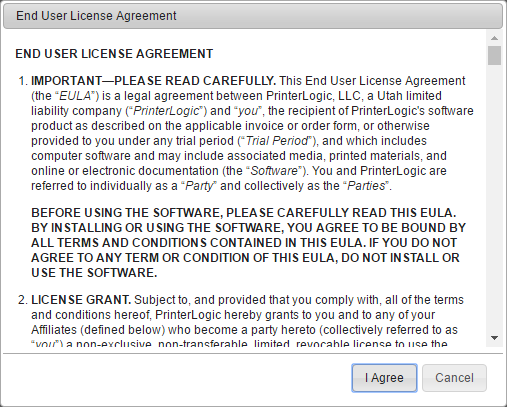 End User License Agreement
END USER LICENSE AGREEMENT
1. IMPORTANT—PLEASE READ CAREFULLY. This End User License Agreement
(the “EULA”) is a legal agreement between PrinterLogic, LLC, a Utah limited
liability company (“PrinterLogic”) and “you”, the recipient of PrinterLogic's software
product as described on the applicable invoice or order form, or otherwise
provided to you under any trial period (“Trial Period”), and which includes
computer software and may include associated media, printed materials, and
online or electronic documentation (the “Software”). You and PrinterLogic are
referred to individually as a “Party” and collectively as the “Parties”.
BEFORE USING THE SOFTWARE, PLEASE CAREFULLY READ THIS EULA.
BY INSTALLING OR USING THE SOFTWARE, YOU AGREE TO BE BOUND BY
ALL TERMS AND CONDITIONS CONTAINED IN THIS EULA. IF YOU DO NOT
AGREE TO ANY TERM OR CONDITION OF THIS EULA, DO NOT INSTALL OR
USE THE SOFTWARE.
2. LICENSE GRANT. Subject to, and provided that you comply with, all of the terms
and conditions hereof, PrinterLogic hereby grants to you and to any of your
Affiliates (defined below) who become a party hereto (collectively referred to as
“you”) a non-exclusive, non-transferable, limited, revocable license to use the
I Agree Cancel